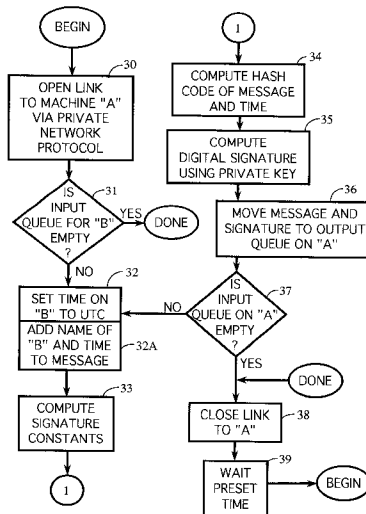 BEGIN
30
OPEN LINK
TO MACHINE "A"
VIA PRIVATE
NETWORK
PROTOCOL
31
IS
INPUT
QUEUE FOR "B"
EMPTY
?
YES
DONE
NO
32
SET TIME ON
"B" TO UTC
ADD NAME OF
"B" AND TIME
TO MESSAGE
32A
33
COMPUTE
SIGNATURE
CONSTANTS
1
1
34
COMPUTE HASH
CODE OF MESSAGE
AND TIME
35
COMPUTE
DIGITAL SIGNATURE
USING PRIVATE KEY
36
MOVE MESSAGE AND
SIGNATURE TO OUTPUT
QUEUE ON "A"
37
IS
INPUT
QUEUE ON "A"
EMPTY
?
NO
YES
DONE
CLOSE LINK
TO "A"
38
39
WAIT
PRESET
TIME
BEGIN